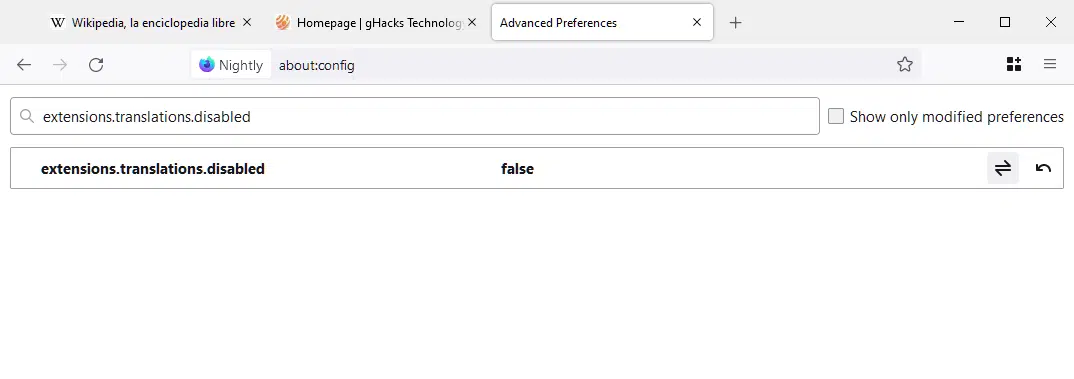 Wikipedia, la enciclopedia libre
Homepage | gHacks Technology
Advanced Preferences
Nightly about:config
extensions.translations.disabled
Show only modified preferences
extensions.translations.disabled false